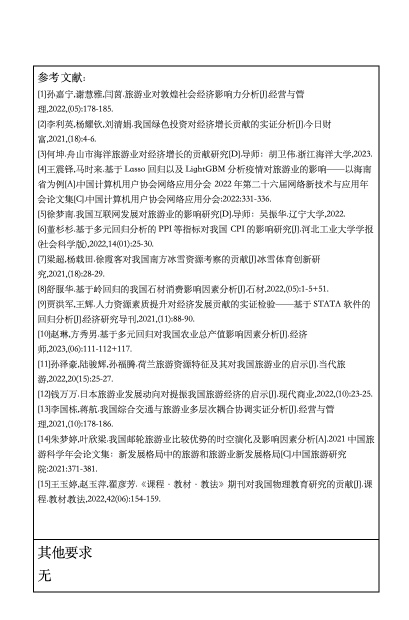 参考文献:
[1]孙嘉宁,谢慧雅,闫茵.旅游业对敦煌社会经济影响力分析[J].经营与管
理,2022,(05):178-185.
[2]李利英,杨耀钦,刘清娟.我国绿色投资对经济增长贡献的实证分析[J].今日财
富,2021,(18):4-6.
[3]何坤.舟山市海洋旅游业对经济增长的贡献研究[D].导师：胡卫伟.浙江海洋大学,2023.
[4]王震铎,马时来.基于 Lasso 回归以及 LightGBM 分析疫情对旅游业的影响——以海南
省为例[A].中国计算机用户协会网络应用分会 2022 年第二十六届网络新技术与应用年
会论文集[C].中国计算机用户协会网络应用分会:2022:331-336.
[5]徐梦南.我国互联网发展对旅游业的影响研究[D].导师：吴振华.辽宁大学,2022.
[6]董杉杉.基于多元回归分析的 PPI 等指标对我国 CPI 的影响研究[J].河北工业大学学报
(社会科学版),2022,14(01):25-30.
[7]梁超,杨载田.徐霞客对我国南方冰雪资源考察的贡献[J].冰雪体育创新研
究,2021,(18):28-29.
[8]舒服华.基于岭回归的我国石材消费影响因素分析[J].石材,2022,(05):1-5+51.
[9]贾洪军,王辉.人力资源素质提升对经济发展贡献的实证检验——基于 STATA 软件的
回归分析[J].经济研究导刊,2021,(11):88-90.
[10]赵琳,方秀男.基于多元回归对我国农业总产值影响因素分析[J].经济
师,2023,(06):111-112+117.
[11]孙泽豪,陆骏辉,孙福腾.荷兰旅游资源特征及其对我国旅游业的启示[J].当代旅
游,2022,20(15):25-27.
[12]钱万万.日本旅游业发展动向对提振我国旅游经济的启示[J].现代商业,2022,(10):23-25.
[13]李国栋,蒋航.我国综合交通与旅游业多层次耦合协调实证分析[J].经营与管
理,2021,(10):178-186.
[14]朱梦婷,叶欣梁.我国邮轮旅游业比较优势的时空演化及影响因素分析[A].2021 中国旅
游科学年会论文集：新发展格局中的旅游和旅游业新发展格局[C].中国旅游研究
院:2021:371-381.
[15]王玉婷,赵玉萍,翟彦芳.《课程·教材·教法》期刊对我国物理教育研究的贡献[J].课
程.教材.教法,2022,42(06):154-159.
其他要求
无